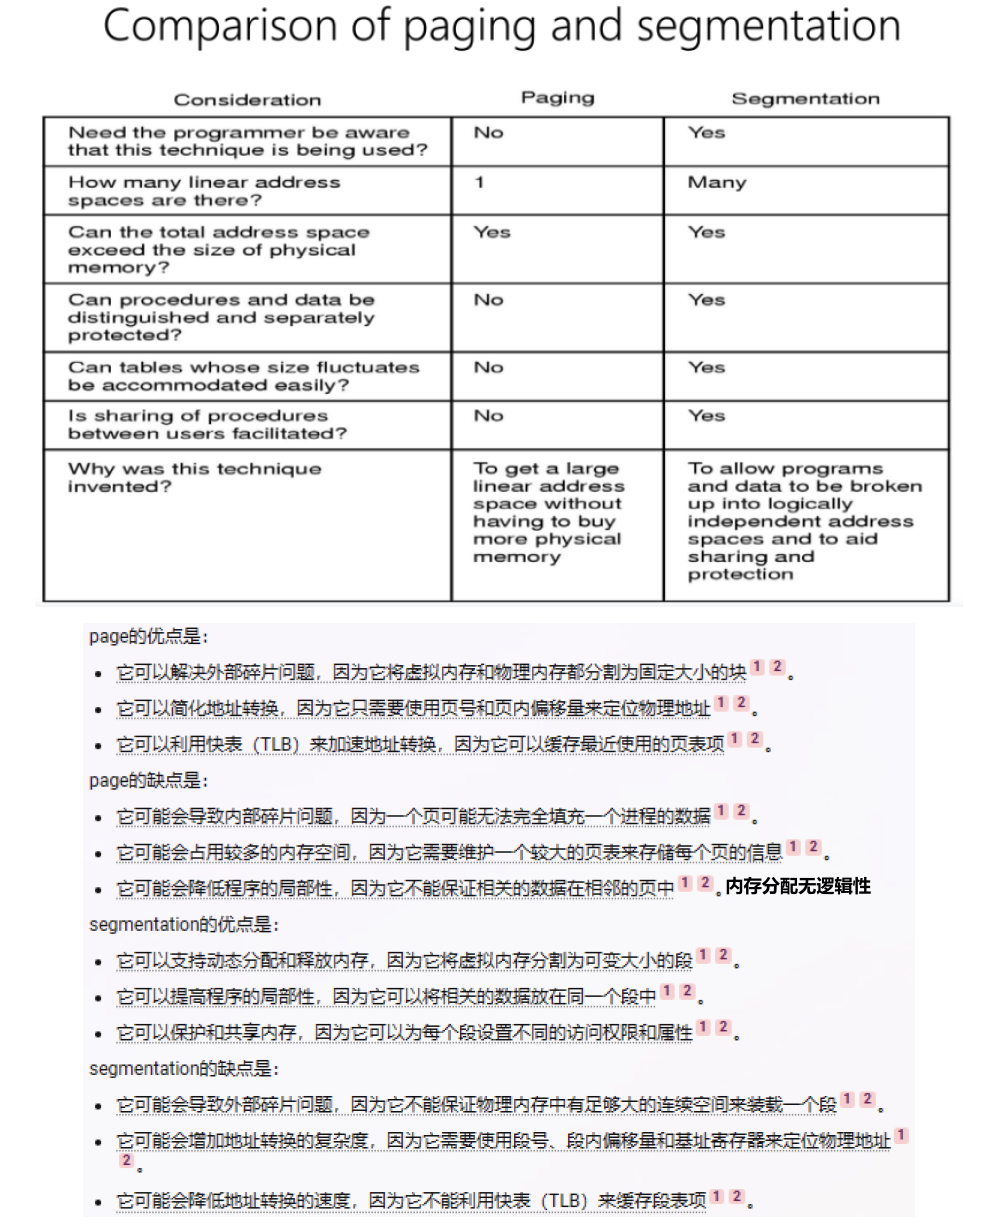 Comparison of paging and segmentation
Consideration Paging Segmentation
Need the programmer be aware
that this technique is being used?
No
Yes
How many linear address
spaces are there?
1
Many
Can the total address space
exceed the size of physical
memory?
Yes
Yes
Can procedures and data be
distinguished and separately
protected?
No
Yes
Can tables whose size fluctuates
be accommodated easily?
No
Yes
Is sharing of procedures
between users facilitated?
No
Yes
Why was this technique
invented?
To get a large
linear address
space without
having to buy
more physical
memory
To allow programs
and data to be broken
up into logically
independent address
spaces and to aid
sharing and
protection
page的优点是:
• 它可以解决外部碎片问题，因为它将虚拟内存和物理内存都分割为固定大小的块 1 2 。
• 它可以简化地址转换，因为它只需要使用页号和页内偏移量来定位物理地址 1 2 。
• 它可以利用快表（TLB）来加速地址转换，因为它可以缓存最近使用的页表项 1 2 。
page的缺点是:
• 它可能会导致内部碎片问题，因为一个页可能无法完全填充一个进程的数据 1 2 。
• 它可能会占用较多的内存空间，因为它需要维护一个较大的页表来存储每个页的信息 1 2 。
• 它可能会降低程序的局部性，因为它不能保证相关的数据在相邻的页中 1 2 。内存分配无逻辑性
segmentation的优点是:
• 它可以支持动态分配和释放内存，因为它将虚拟内存分割为可变大小的段 1 2 。
• 它可以提高程序的局部性，因为它可以将相关的数据放在同一个段中 1 2 。
• 它可以保护和共享内存，因为它可以为每个段设置不同的访问权限和属性 1 2 。
segmentation的缺点是:
• 它可能会导致外部碎片问题，因为它不能保证物理内存中有足够大的连续空间来装载一个段 1 2 。
• 它可能会增加地址转换的复杂度，因为它需要使用段号、段内偏移量和基址寄存器来定位物理地址 1
2 。
• 它可能会降低地址转换的速度，因为它不能利用快表（TLB）来缓存段表项 1 2 。